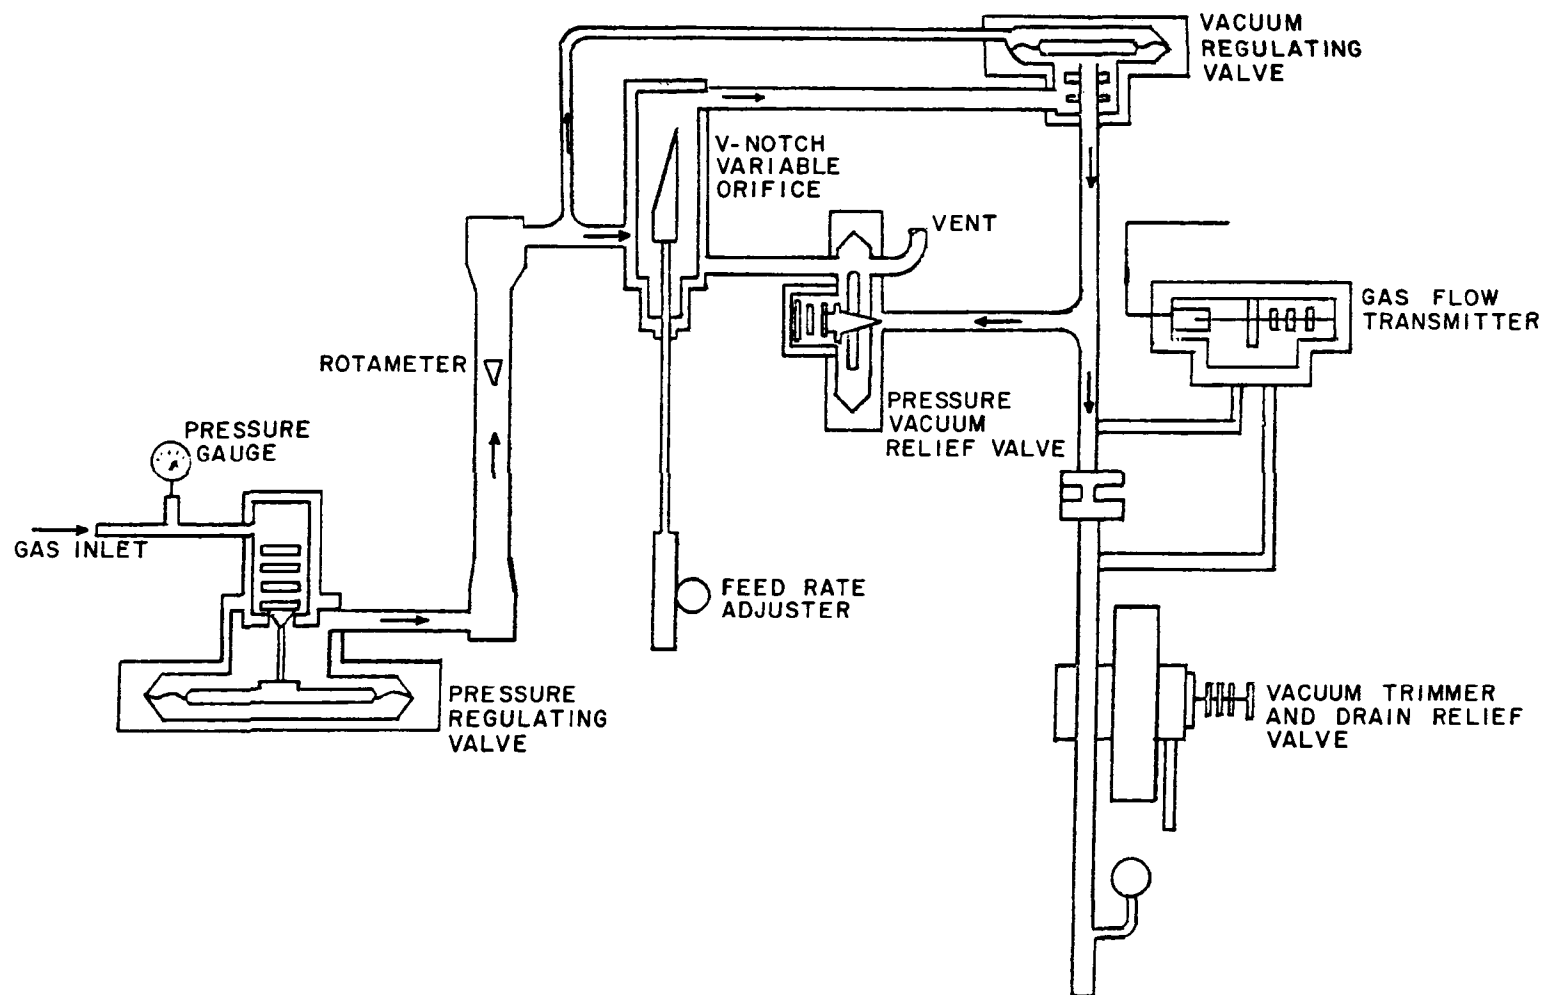 VACUUM
REGULATING
VALVE
V-NOTCH
VARIABLE
ORIFICE
VENT
GAS FLOW
TRANSMITTER
ROTAMETER
PRESSURE
VACUUM
RELIEF VALVE
PRESSURE
GAUGE
GAS INLET
FEED RATE
ADJUSTER
PRESSURE
REGULATING
VALVE
VACUUM TRIMMER
AND DRAIN RELIEF
VALVE